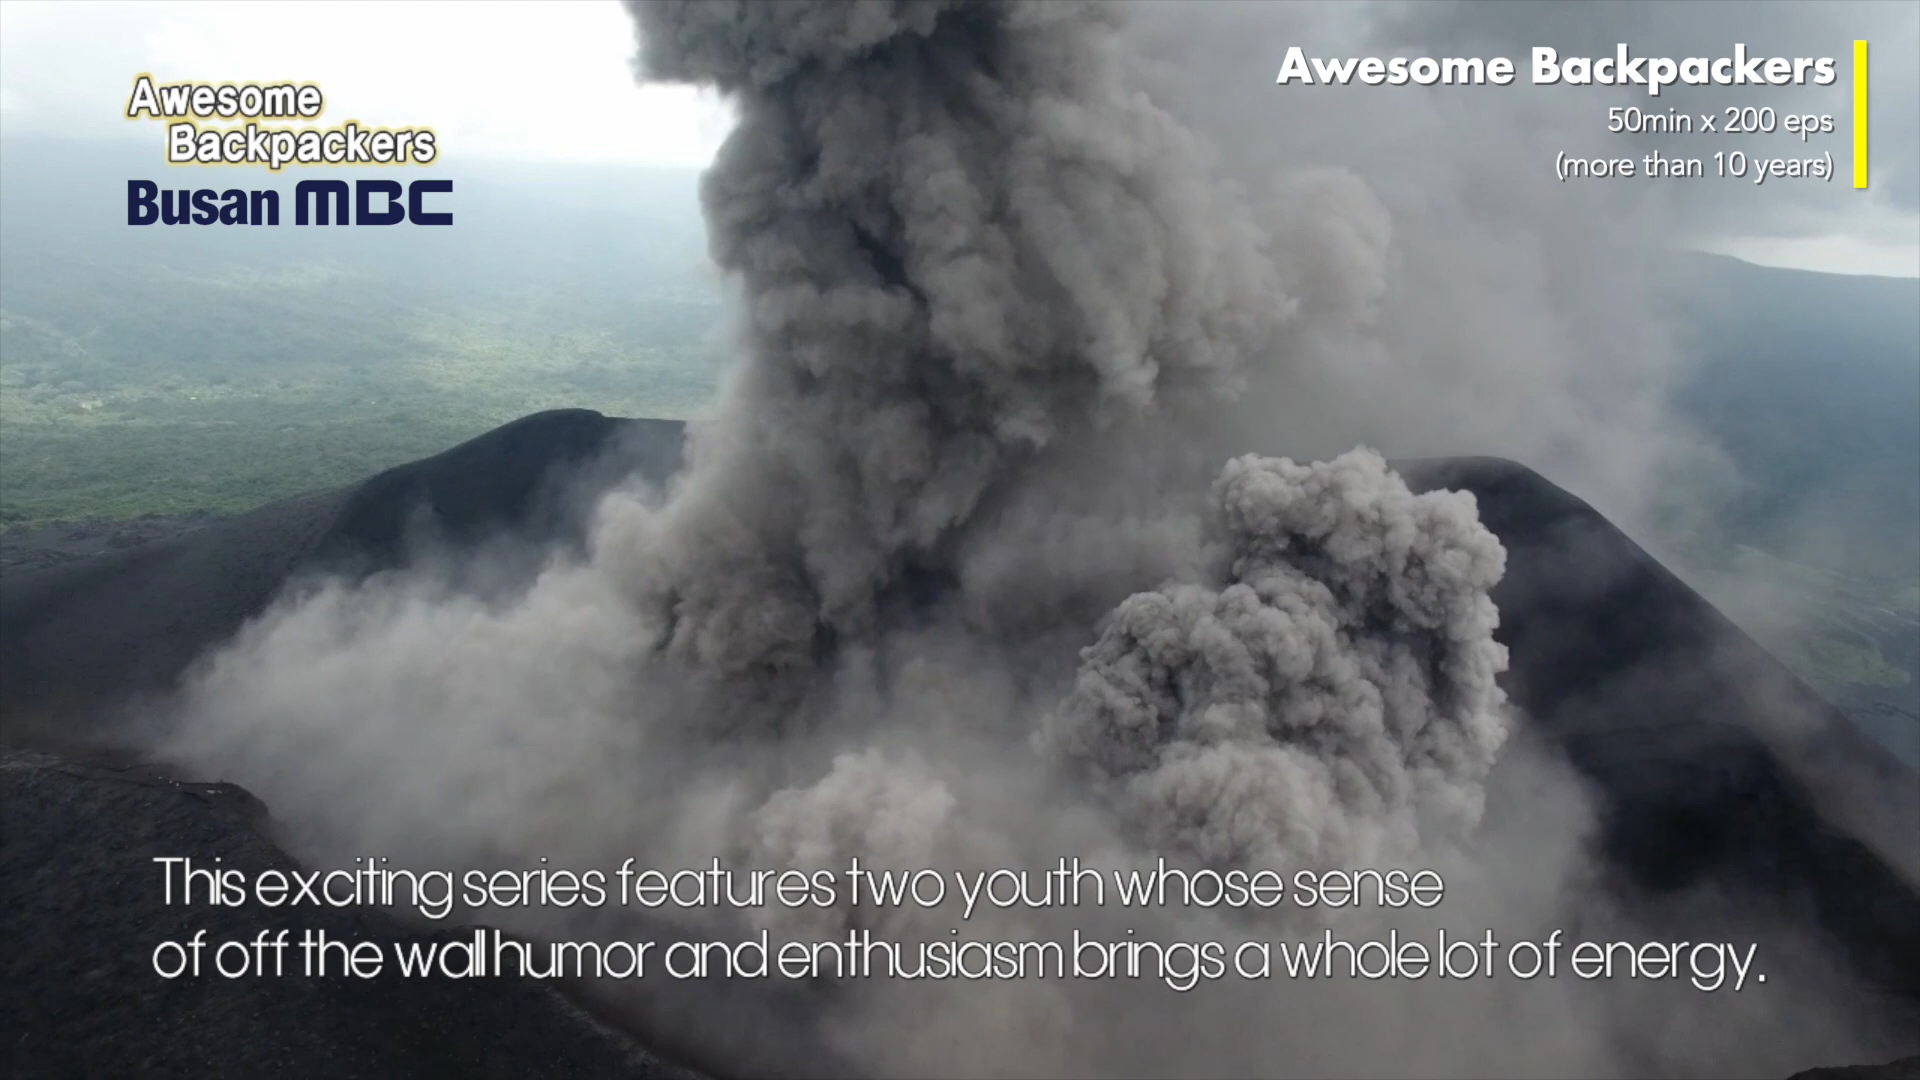 Awesome
Backpackers
Busan MBC
Awesome Backpackers
50min x 200 eps
(more than 10 years)
This exciting series features two youth whose sense
of off the wall humor and enthusiasm brings a whole lot of energy.